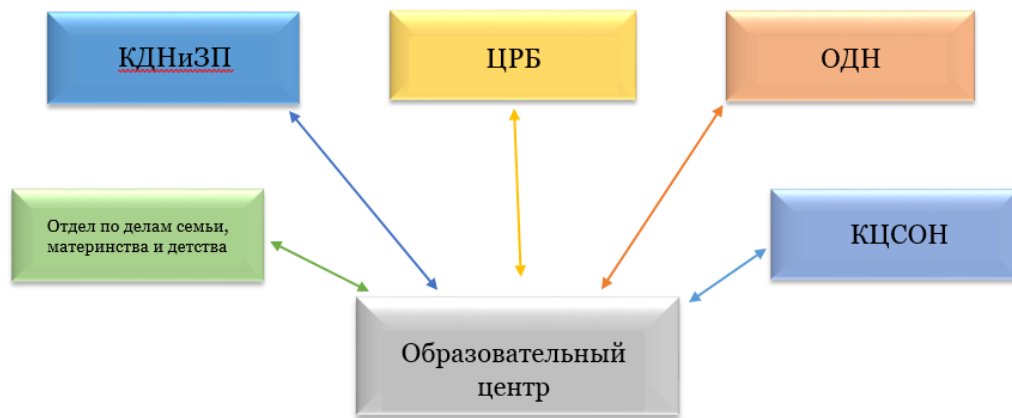 КДНиЗП
ЦРБ
ОДН
Отдел по делам семьи,
материнства и детства
КЦСОН
Образовательный
центр